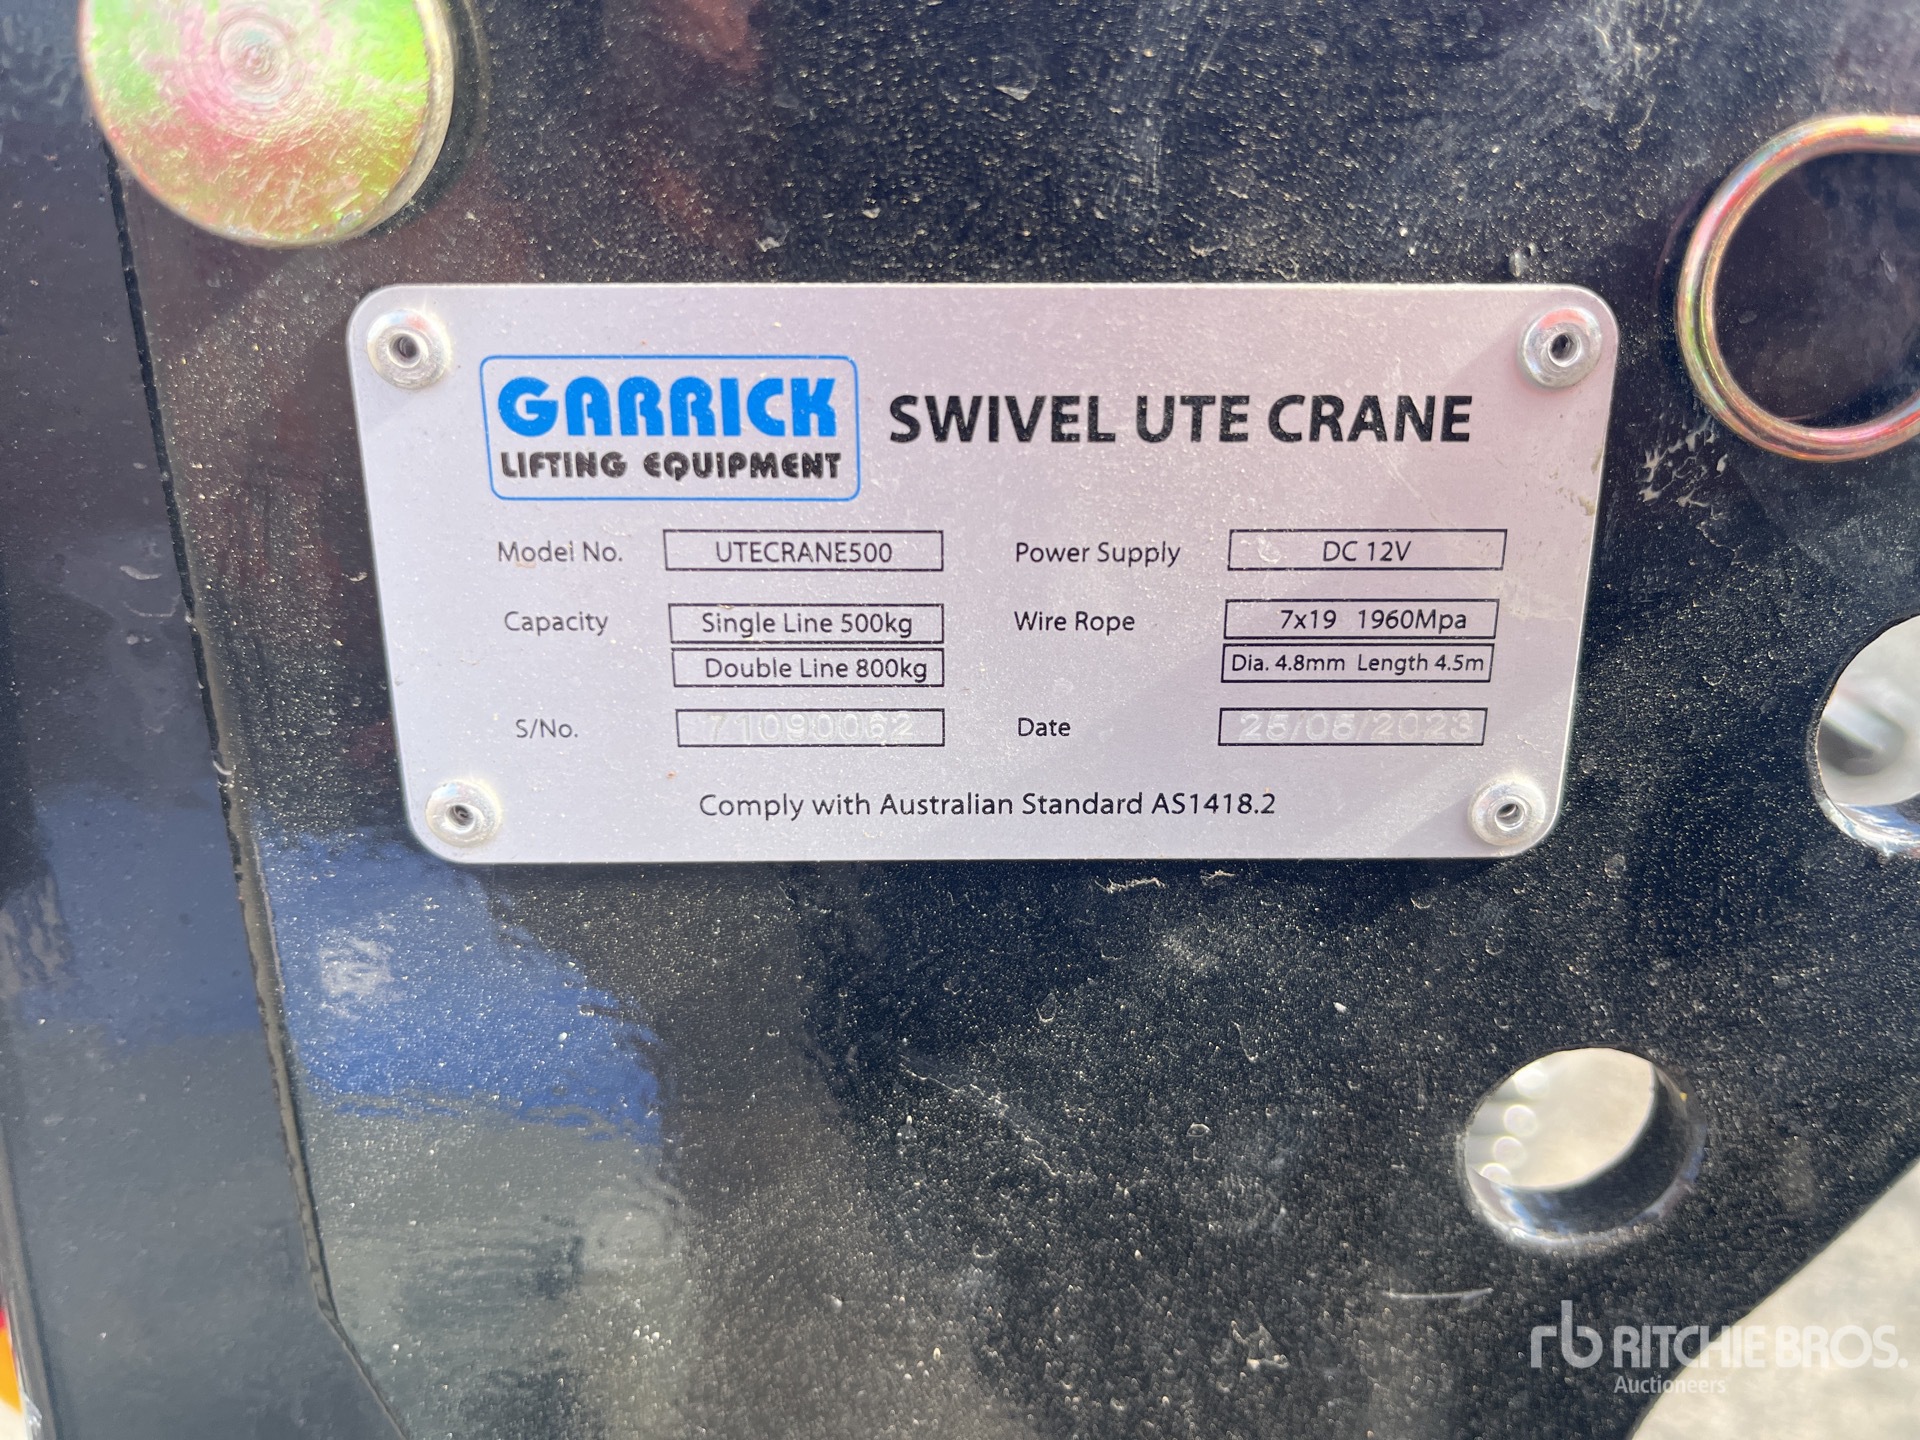 GARRICK
LIFTING EQUIPMENT
SWIVEL UTE CRANE
Model No. UTECRANE500
Power Supply DC 12V
Capacity Single Line 500kg
Double Line 800kg
Wire Rope 7x19 1960Mpa
Dia. 4.8mm Length 4.5m
S/No. 71090062
Date 25/05/2023
Comply with Australian Standard AS1418.2
rb RITCHIE BROS.
Auctioneers